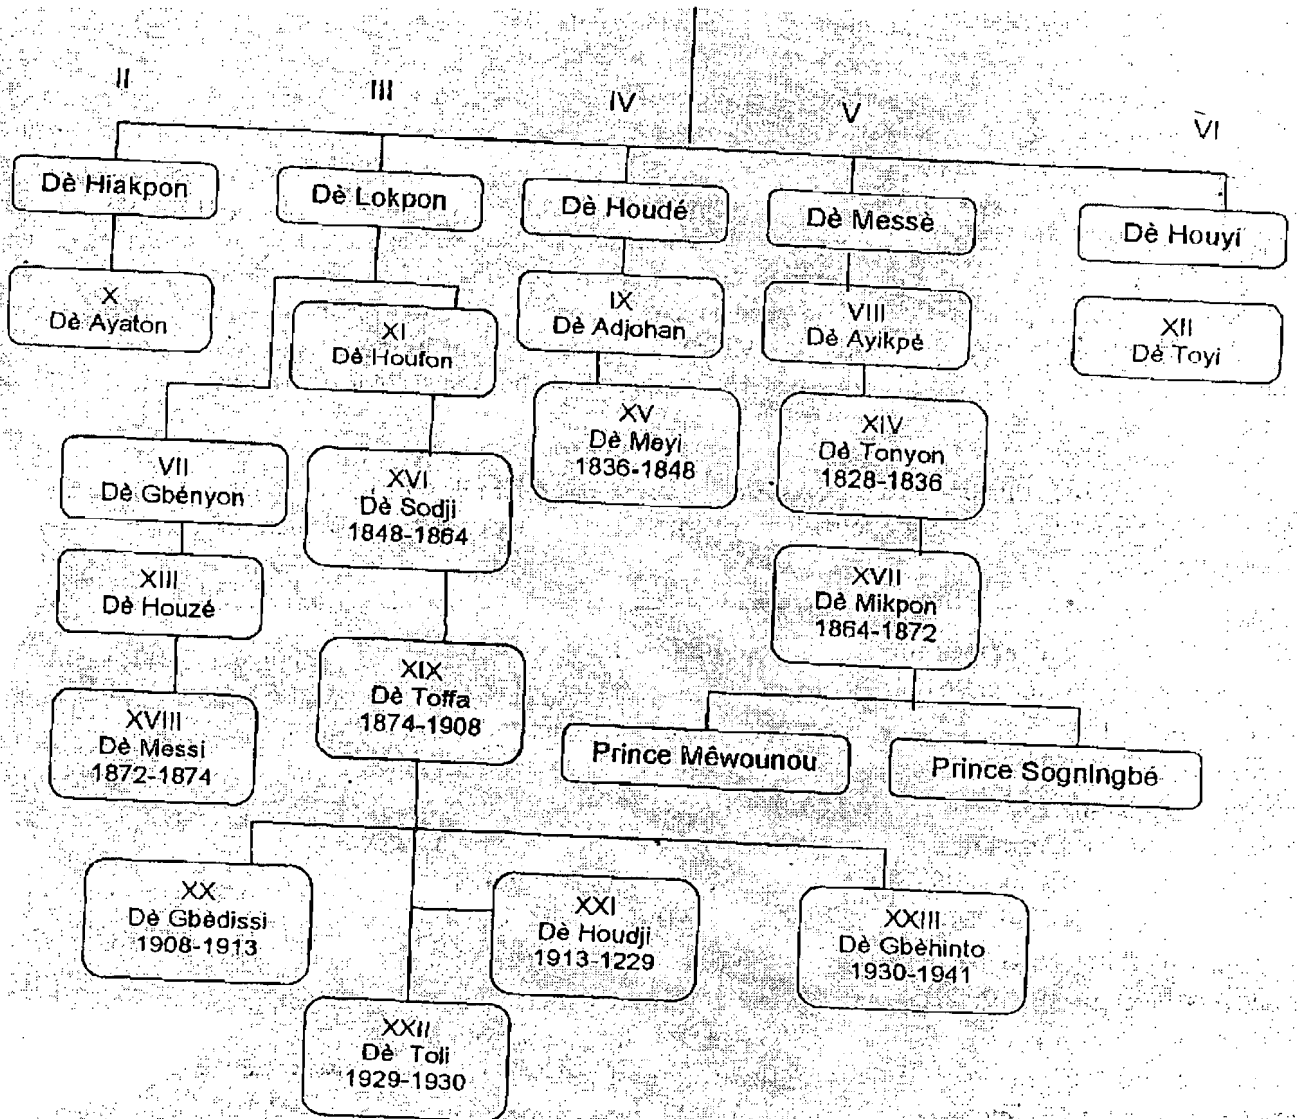 II
III
IV
V
VI
Dè Hiakpon
Dè Lokpon
Dè Houdé
Dè Messè
Dè Houyi
X
Dè Ayaton
XI
Dè Houfon
IX
Dè Adjohan
VIII
Dè Ayikpé
XII
Dè Toyi
XV
Dè Meyi
1836-1848
XIV
Dè Tonyon
1828-1836
VII
Dè Gbényon
XVI
Dè Sodji
1848-1864
XIII
Dè Houzé
XVII
Dè Mikpon
1864-1872
XIX
Dè Toffa
1874-1908
XVIII
Dè Messi
1872-1874
Prince Mêwounou
Prince Sogningbé
XX
Dè Gbèdissi
1908-1913
XXI
Dè Houdji
1913-1229
XXIII
Dè Gbèhinto
1930-1941
XXII
Dè Toli
1929-1930